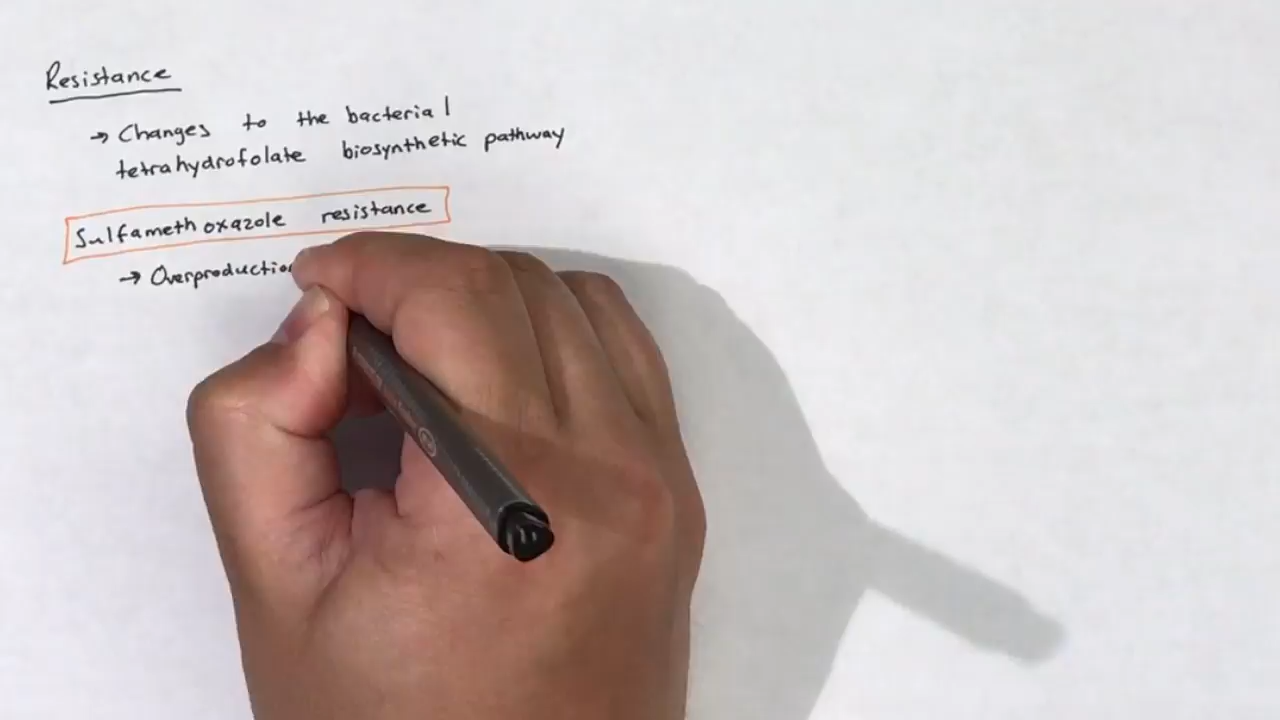 Resistance
→ Changes to the bacterial
tetrahydrofolate biosynthetic pathway
Sulfamethoxazole resistance
→ Overproduction